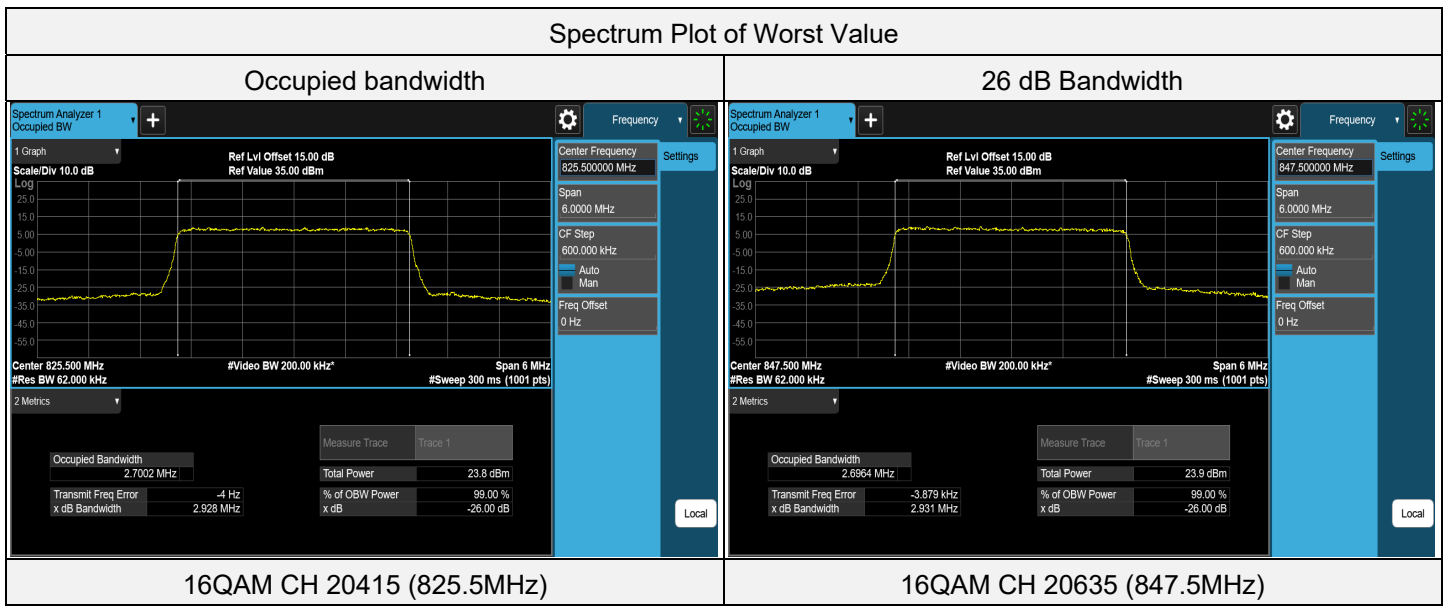 Spectrum Plot of Worst Value
Occupied bandwidth
26 dB Bandwidth
Spectrum Analyzer 1
Occupied BW
+
Frequency
1 Graph
Ref Lvl Offset 15.00 dB
Scale/Div 10.0 dB
Ref Value 35.00 dBm
Log
25.0
15.0
5.00
-5.00
-15.0
-25.0
-35.0
-45.0
-55.0
Center 825.500 MHz
#Video BW 200.00 kHz*
Span 6 MHz
#Res BW 62.000 kHz
#Sweep 300 ms (1001 pts)
Center Frequency
825.500000 MHz
Settings
Span
6.0000 MHz
CF Step
600.000 kHz
Auto
Man
Freq Offset
0 Hz
2 Metrics
Measure Trace Trace 1
Occupied Bandwidth
2.7002 MHz
Total Power 23.8 dBm
Transmit Freq Error -4 Hz
% of OBW Power 99.00 %
x dB Bandwidth 2.928 MHz
x dB -26.00 dB
Local
Spectrum Analyzer 1
Occupied BW
+
Frequency
1 Graph
Ref Lvl Offset 15.00 dB
Scale/Div 10.0 dB
Ref Value 35.00 dBm
Log
25.0
15.0
5.00
-5.00
-15.0
-25.0
-35.0
-45.0
-55.0
Center 847.500 MHz
#Video BW 200.00 kHz*
Span 6 MHz
#Res BW 62.000 kHz
#Sweep 300 ms (1001 pts)
Center Frequency
847.500000 MHz
Settings
Span
6.0000 MHz
CF Step
600.000 kHz
Auto
Man
Freq Offset
0 Hz
2 Metrics
Measure Trace Trace 1
Occupied Bandwidth
2.6964 MHz
Total Power 23.9 dBm
Transmit Freq Error -3.879 kHz
% of OBW Power 99.00 %
x dB Bandwidth 2.931 MHz
x dB -26.00 dB
Local
16QAM CH 20415 (825.5MHz)
16QAM CH 20635 (847.5MHz)